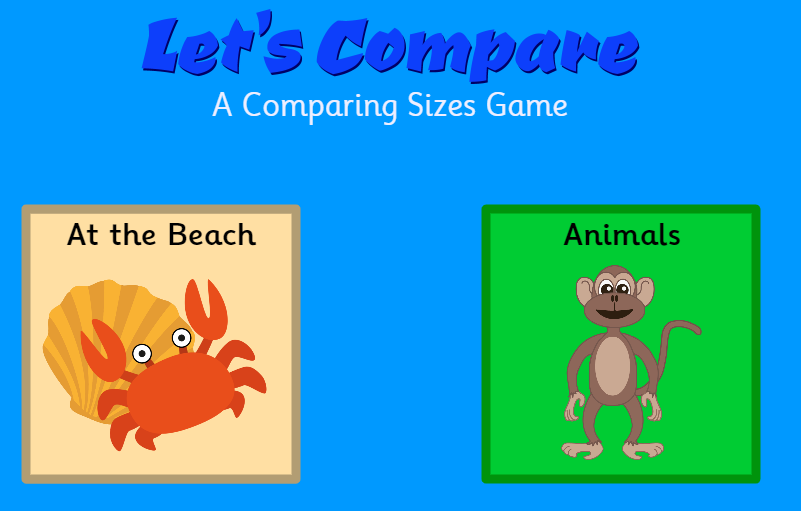 Let's Compare
A Comparing Sizes Game
At the Beach
Animals